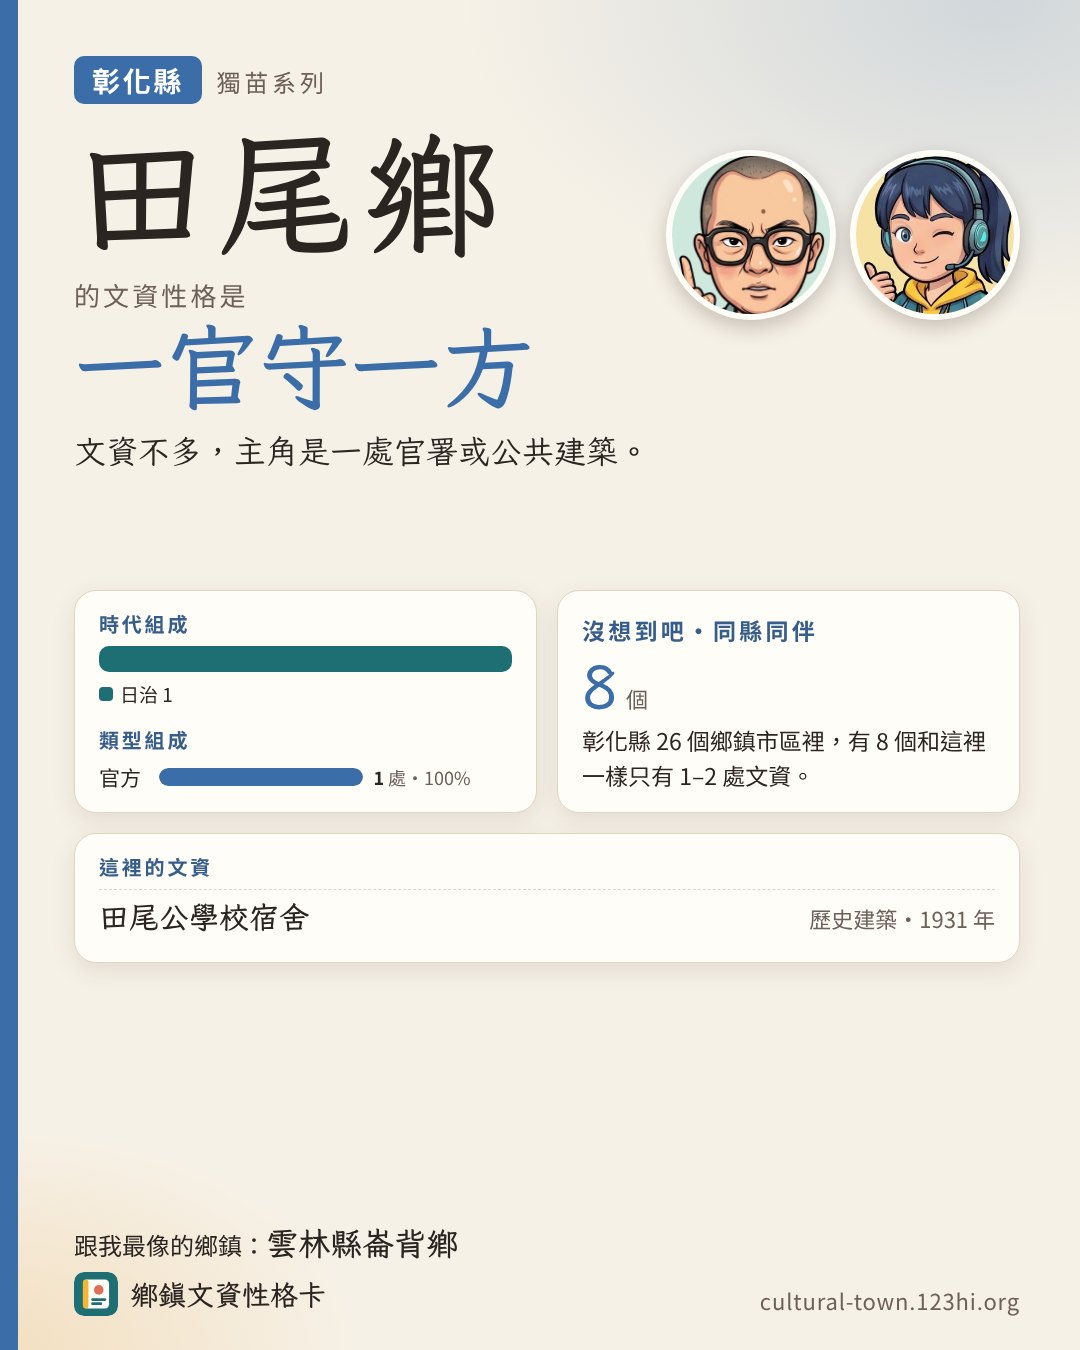 彰化縣 獨苗系列
田尾鄉
的文資性格是
一官守一方
文資不多，主角是一處官署或公共建築。
時代組成
日治 1
類型組成
官方 1 處・100%
沒想到吧・同縣同伴
8 個
彰化縣 26 個鄉鎮市區裡，有 8 個和這裡
一樣只有 1–2 處文資。
這裡的文資
田尾公學校宿舍 歷史建築・1931 年
跟我最像的鄉鎮：雲林縣崙背鄉
鄉鎮文資性格卡
cultural-town.123hi.org